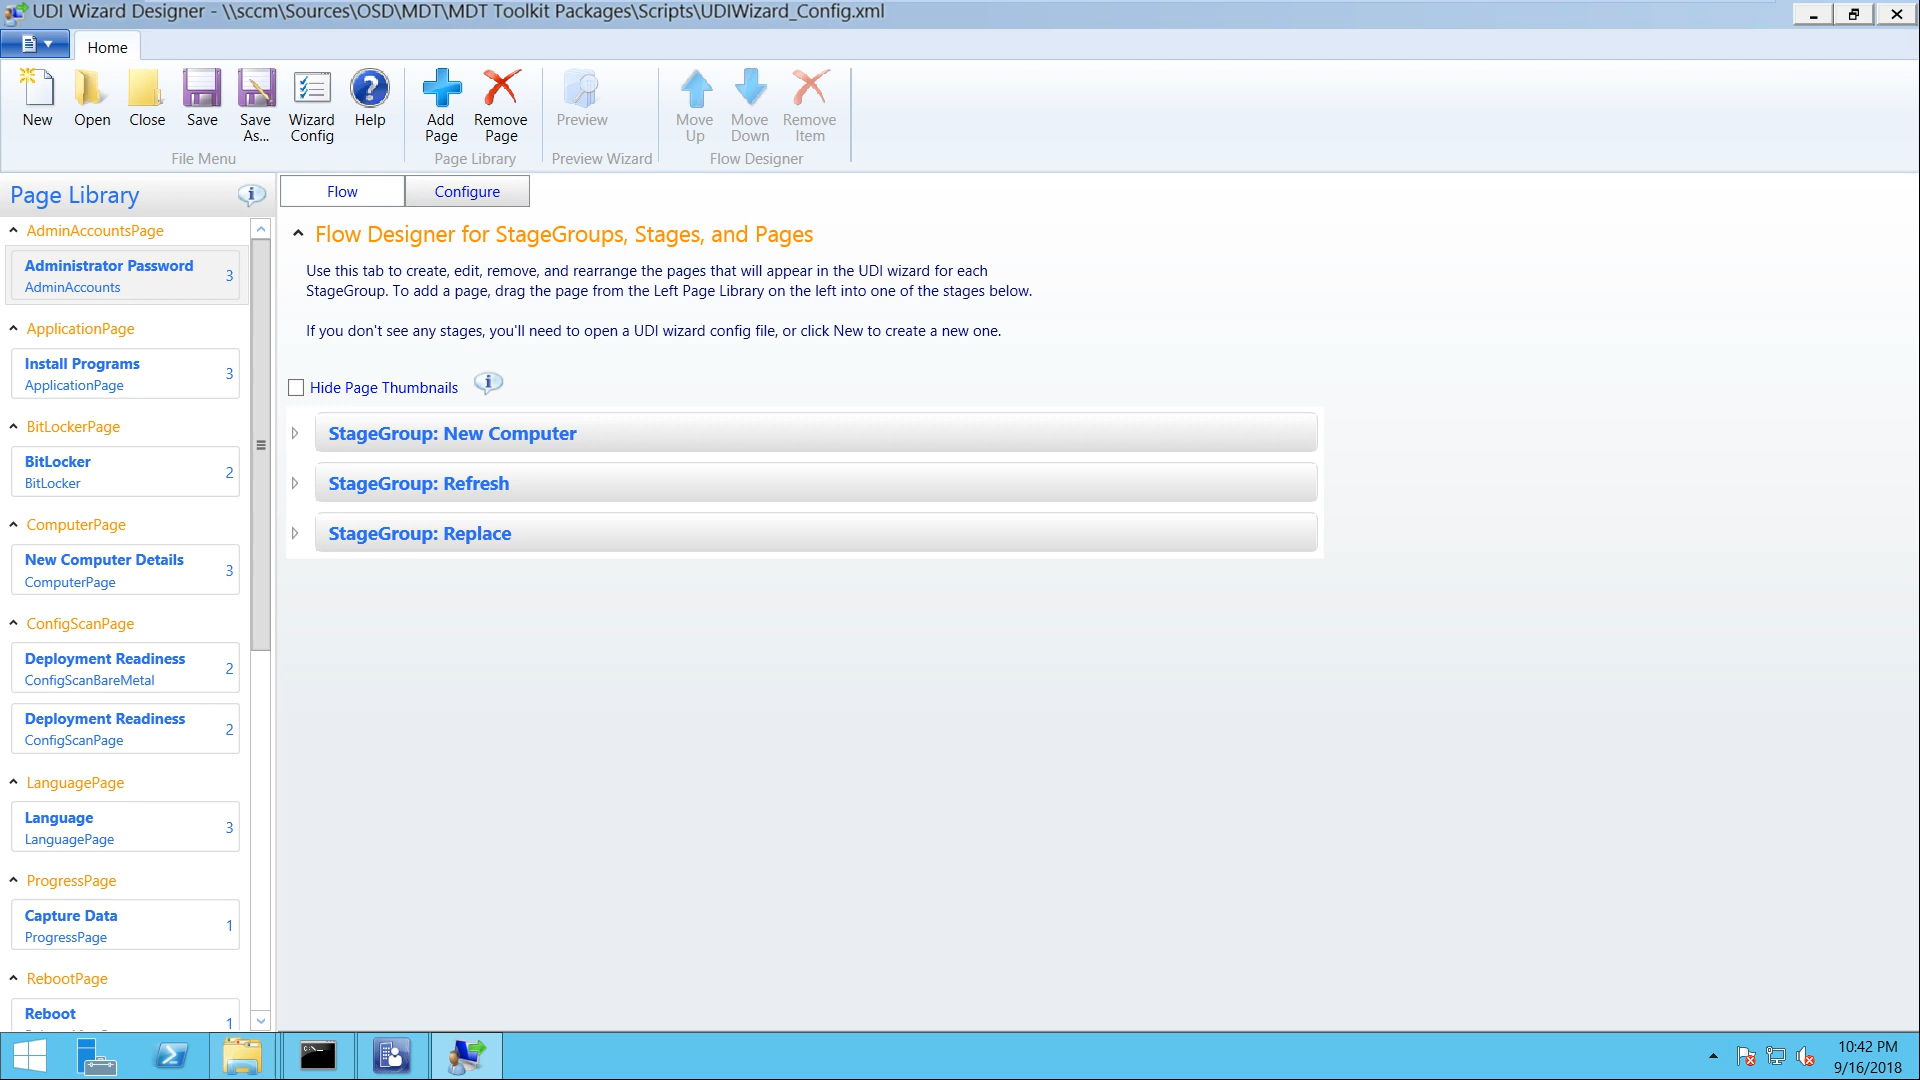 UDI Wizard Designer - \\sccm\Sources\OSD\MDT\MDT Toolkit Packages\Scripts\UDIWizard_Config.xml
Home
New
Open
Close
Save
Save As...
Wizard Config
Help
File Menu
Add Page
Remove Page
Page Library
Preview
Preview Wizard
Move Up
Move Down
Remove Item
Flow Designer
Page Library
AdminAccountsPage
Administrator Password 3
AdminAccounts
ApplicationPage
Install Programs 3
ApplicationPage
BitLockerPage
BitLocker 2
BitLocker
ComputerPage
New Computer Details 3
ComputerPage
ConfigScanPage
Deployment Readiness 2
ConfigScanBareMetal
Deployment Readiness 2
ConfigScanPage
LanguagePage
Language 3
LanguagePage
ProgressPage
Capture Data 1
ProgressPage
RebootPage
Reboot 1
Flow
Configure
Flow Designer for StageGroups, Stages, and Pages
Use this tab to create, edit, remove, and rearrange the pages that will appear in the UDI wizard for each
StageGroup. To add a page, drag the page from the Left Page Library on the left into one of the stages below.
If you don't see any stages, you'll need to open a UDI wizard config file, or click New to create a new one.
Hide Page Thumbnails
StageGroup: New Computer
StageGroup: Refresh
StageGroup: Replace
10:42 PM
9/16/2018